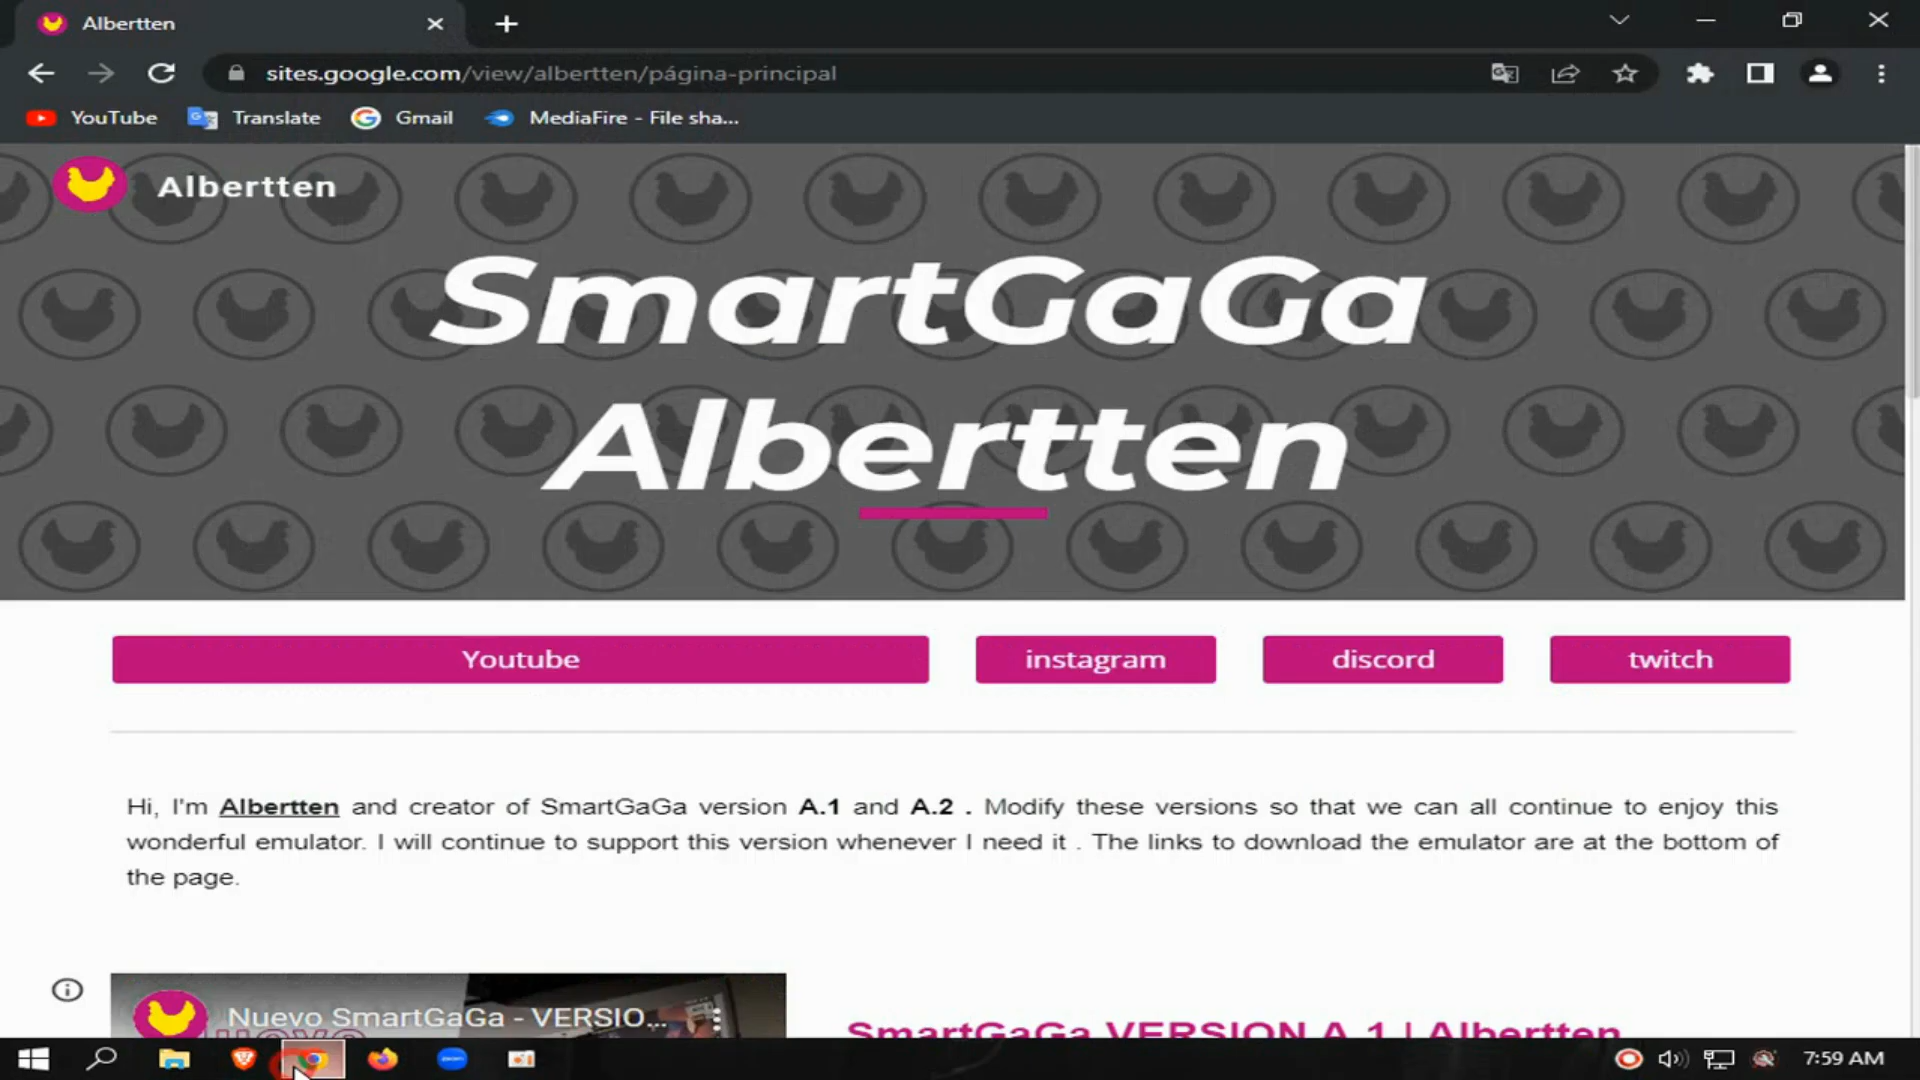 Albertten
sites.google.com/view/albertten/página-principal
YouTube Translate Gmail MediaFire - File sha...
Albertten
SmartGaGa
Albertten
Youtube instagram discord twitch
Hi, I'm Albertten and creator of SmartGaGa version A.1 and A.2 . Modify these versions so that we can all continue to enjoy this
wonderful emulator. I will continue to support this version whenever I need it . The links to download the emulator are at the bottom of
the page.
Nuevo SmartGaGa - VERSIO...
SmartGaGa VERSION A.1 | Albertten
zoom
7:59 AM